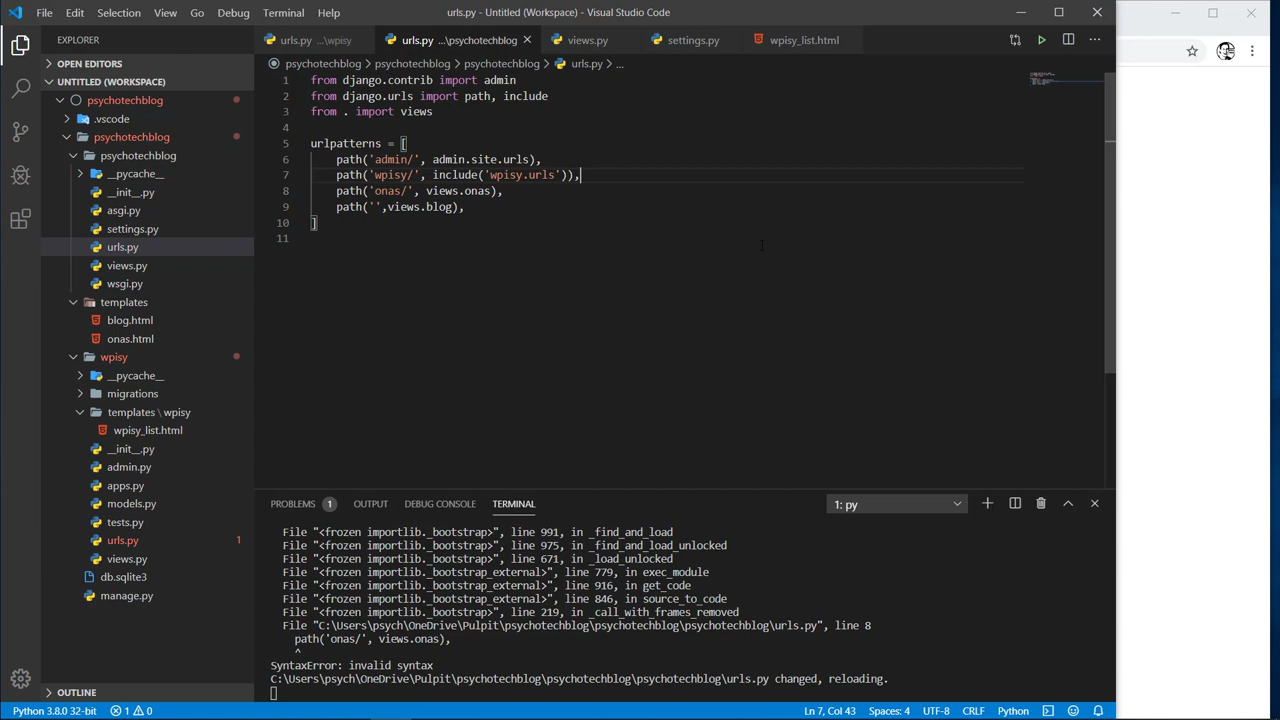 File Edit Selection View Go Debug Terminal Help
urls.py - Untitled (Workspace) - Visual Studio Code
EXPLORER
OPEN EDITORS
UNTITLED (WORKSPACE)
psychotechblog
.vscode
psychotechblog
psychotechblog
__pycache__
__init__.py
asgi.py
settings.py
urls.py
views.py
wsgi.py
templates
blog.html
onas.html
wpisy
__pycache__
migrations
templates \ wpisy
wpisy_list.html
__init__.py
admin.py
apps.py
models.py
tests.py
urls.py 1
views.py
db.sqlite3
manage.py
OUTLINE
urls.py ...\wpisy
urls.py ...\psychotechblog
views.py
settings.py
wpisy_list.html
psychotechblog > psychotechblog > psychotechblog > urls.py > ...
1 from django.contrib import admin
2 from django.urls import path, include
3 from . import views
4
5 urlpatterns = [
6 path('admin/', admin.site.urls),
7 path('wpisy/', include('wpisy.urls')),
8 path('onas/', views.onas),
9 path('',views.blog),
10 ]
11
PROBLEMS 1 OUTPUT DEBUG CONSOLE TERMINAL
1: py
File "<frozen importlib._bootstrap>", line 991, in _find_and_load
File "<frozen importlib._bootstrap>", line 975, in _find_and_load_unlocked
File "<frozen importlib._bootstrap>", line 671, in _load_unlocked
File "<frozen importlib._bootstrap_external>", line 779, in exec_module
File "<frozen importlib._bootstrap_external>", line 916, in get_code
File "<frozen importlib._bootstrap_external>", line 846, in source_to_code
File "<frozen importlib._bootstrap>", line 219, in _call_with_frames_removed
File "C:\Users\psych\OneDrive\Pulpit\psychotechblog\psychotechblog\urls.py", line 8
path('onas/', views.onas),
^
SyntaxError: invalid syntax
C:\Users\psych\OneDrive\Pulpit\psychotechblog\psychotechblog\urls.py changed, reloading.
Python 3.8.0 32-bit 1 0
Ln 7, Col 43 Spaces: 4 UTF-8 CRLF Python